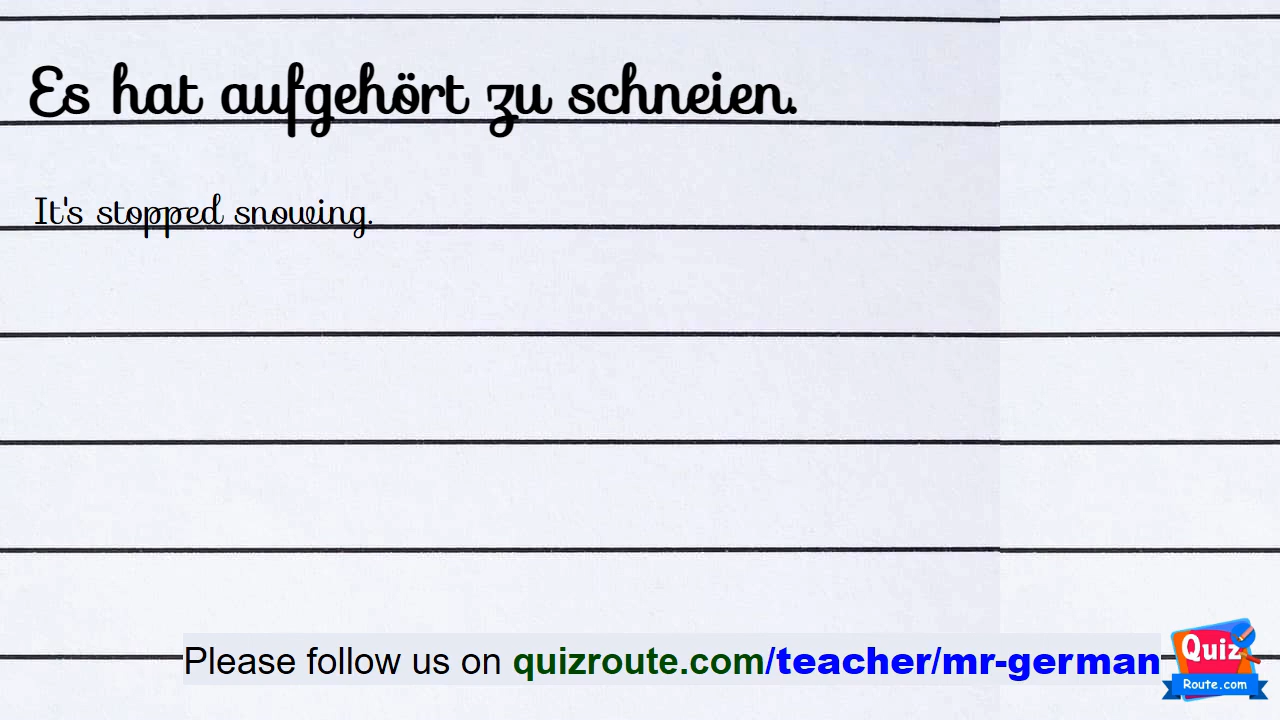 Es hat aufgehört zu schneien.
It's stopped snowing.
Please follow us on quizroute.com/teacher/mr-german
Quiz
Route.com